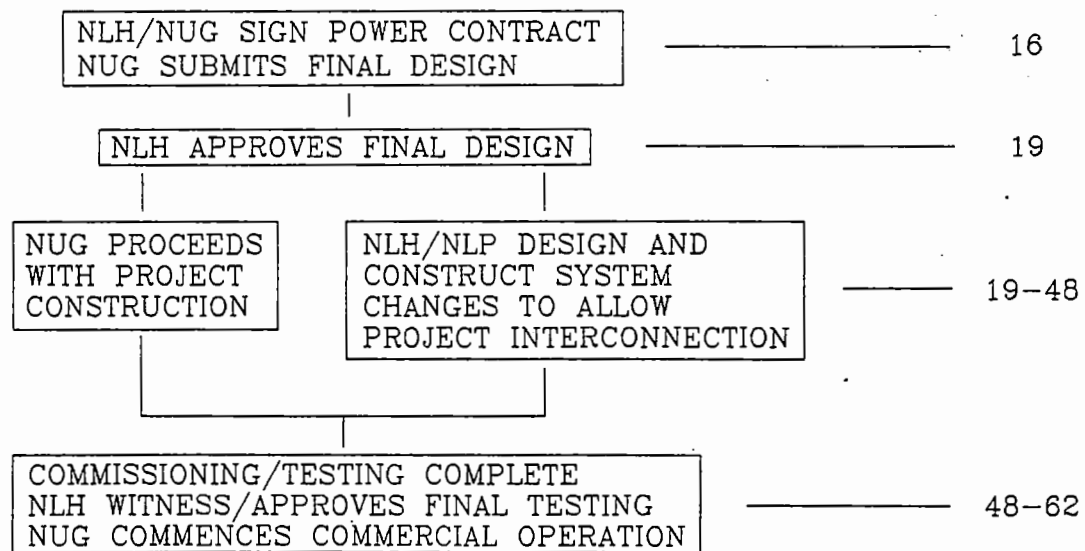 NLH/NUG SIGN POWER CONTRACT
NUG SUBMITS FINAL DESIGN
16
NLH APPROVES FINAL DESIGN
19
NUG PROCEEDS
WITH PROJECT
CONSTRUCTION
NLH/NLP DESIGN AND
CONSTRUCT SYSTEM
CHANGES TO ALLOW
PROJECT INTERCONNECTION
19-48
COMMISSIONING/TESTING COMPLETE
NLH WITNESS/APPROVES FINAL TESTING
NUG COMMENCES COMMERCIAL OPERATION
48-62